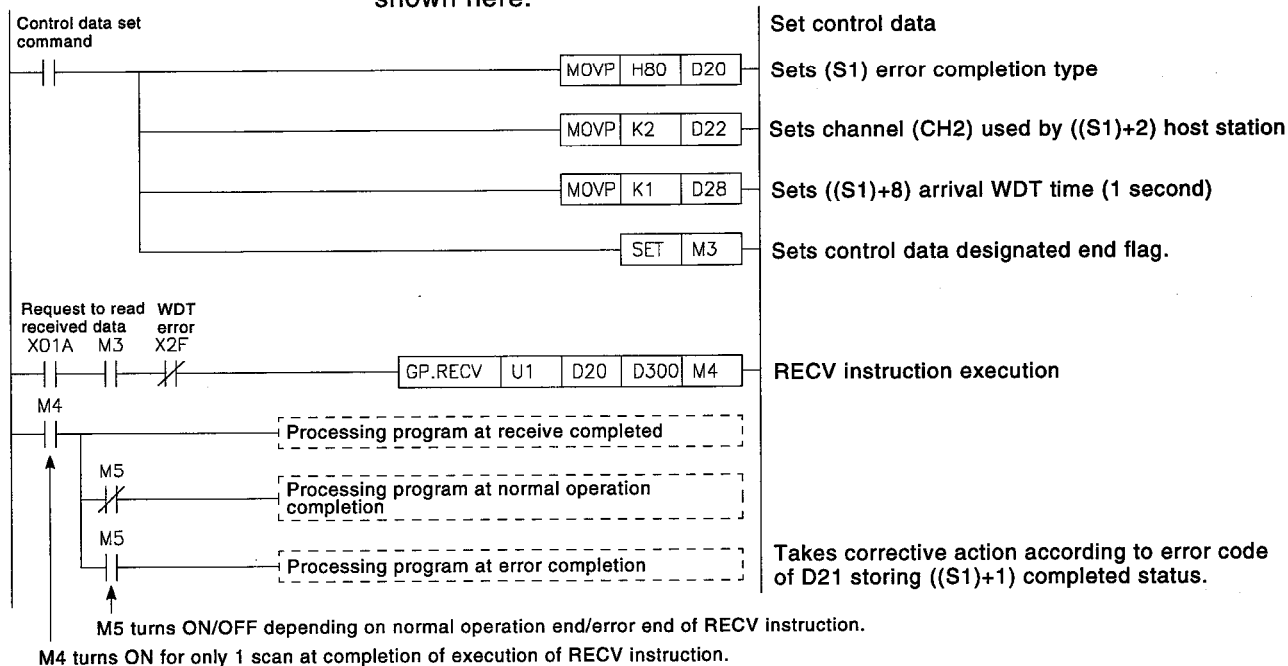 shown here.
Control data set
command
Set control data
MOVP H80 D20
Sets (S1) error completion type
MOVP K2 D22
Sets channel (CH2) used by ((S1)+2) host station
MOVP K1 D28
Sets ((S1)+8) arrival WDT time (1 second)
SET M3
Sets control data designated end flag.
Request to read WDT
received data error
X01A M3 X2F
GP.RECV U1 D20 D300 M4
RECV instruction execution
M4
Processing program at receive completed
M5
Processing program at normal operation
completion
M5
Processing program at error completion
Takes corrective action according to error code
of D21 storing ((S1)+1) completed status.
M5 turns ON/OFF depending on normal operation end/error end of RECV instruction.
M4 turns ON for only 1 scan at completion of execution of RECV instruction.